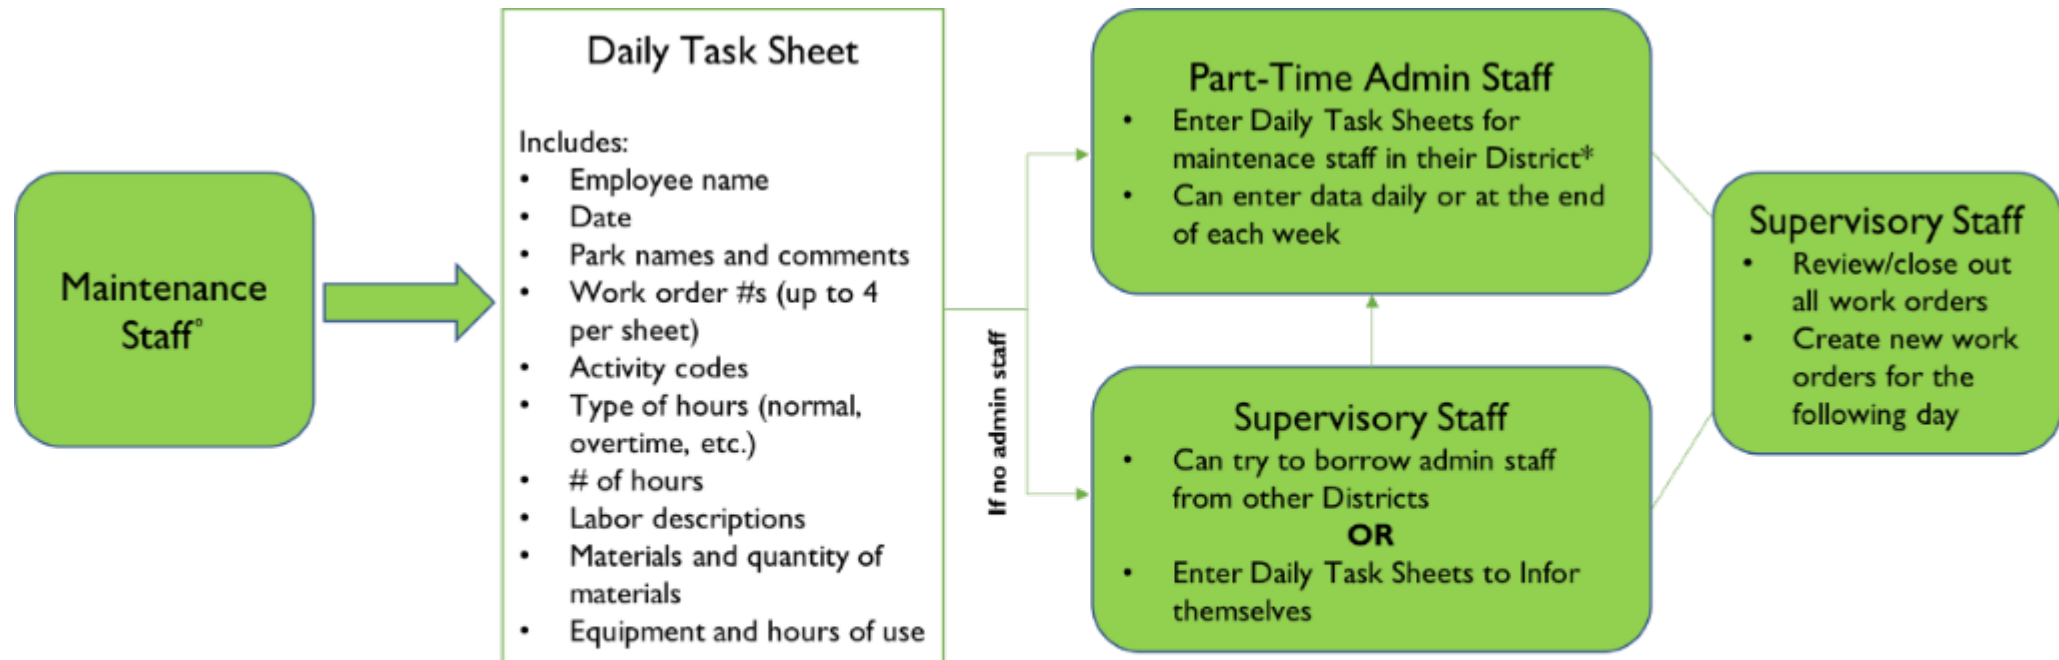 Maintenance
Staff°
Daily Task Sheet
Includes:
• Employee name
• Date
• Park names and comments
• Work order #s (up to 4
per sheet)
• Activity codes
• Type of hours (normal,
overtime, etc.)
• # of hours
• Labor descriptions
• Materials and quantity of
materials
• Equipment and hours of use
If no admin staff
Part-Time Admin Staff
• Enter Daily Task Sheets for
maintenace staff in their District*
• Can enter data daily or at the end
of each week
Supervisory Staff
• Can try to borrow admin staff
from other Districts
OR
• Enter Daily Task Sheets to Infor
themselves
Supervisory Staff
• Review/close out
all work orders
• Create new work
orders for the
following day